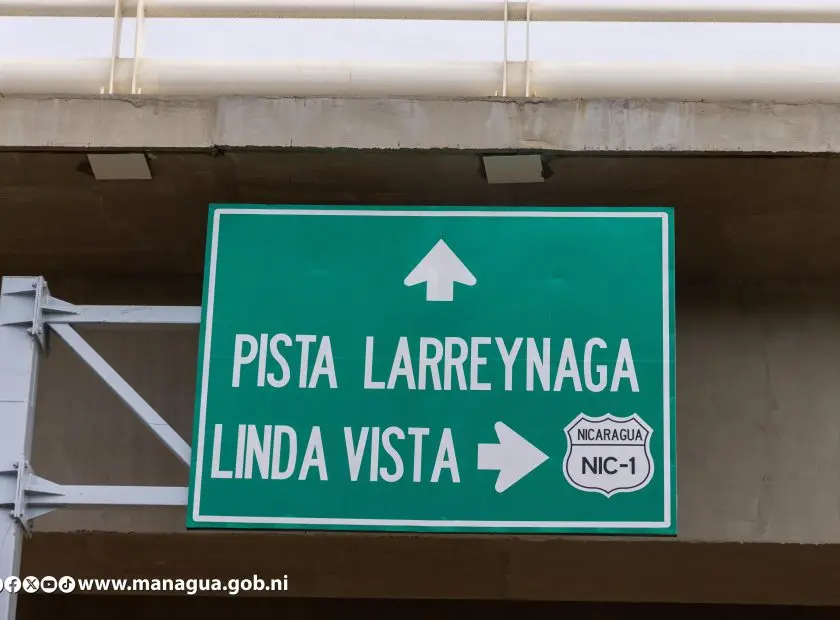 PISTA LARREYNAGA
LINDA VISTA
NICARAGUA
NIC-1
www.managua.gob.ni